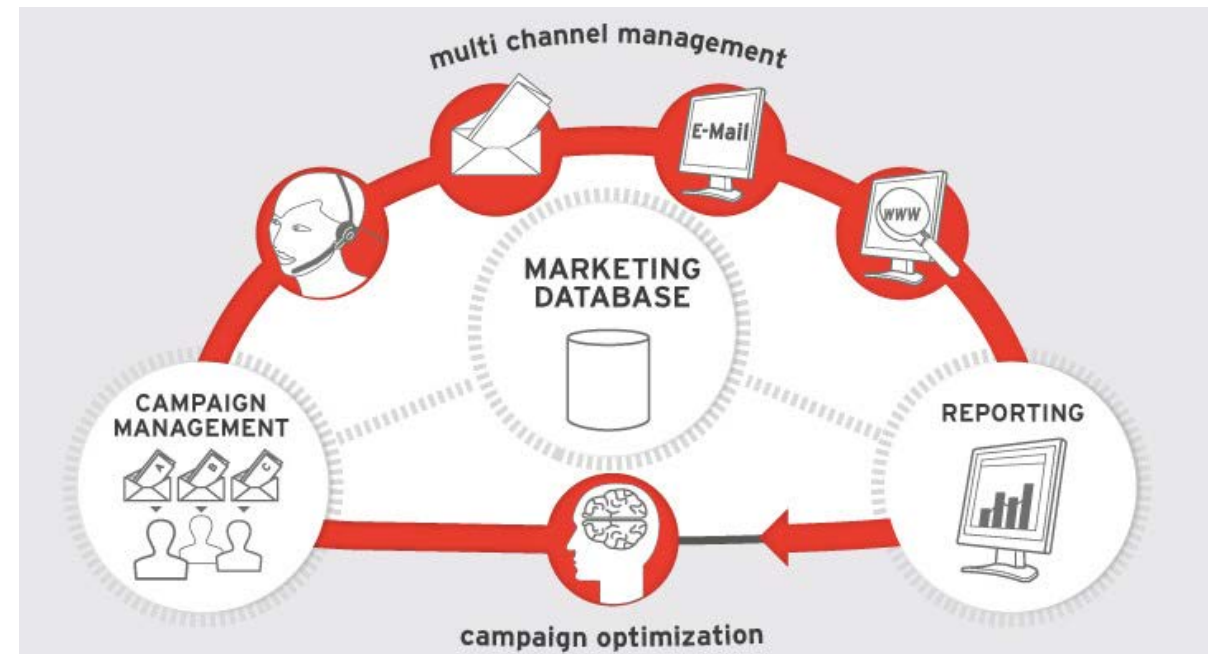 multi channel management
E-Mail
WWW
MARKETING
DATABASE
CAMPAIGN
MANAGEMENT
A B C
REPORTING
campaign optimization